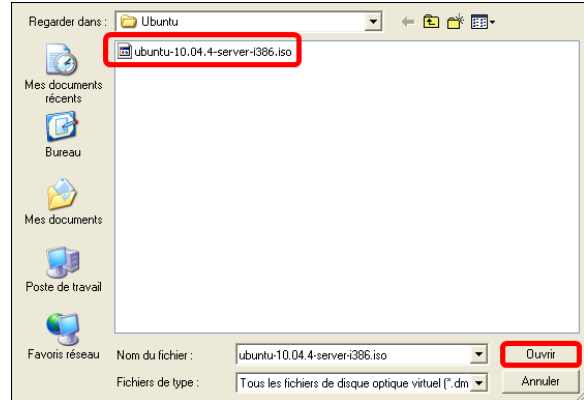 Regarder dans : Ubuntu
ubuntu-10.04.4-server-i386.iso
Mes documents
récents
Bureau
Mes documents
Poste de travail
Favoris réseau
Nom du fichier : ubuntu-10.04.4-server-i386.iso Ouvrir
Fichiers de type : Tous les fichiers de disque optique virtuel (*.dm Annuler